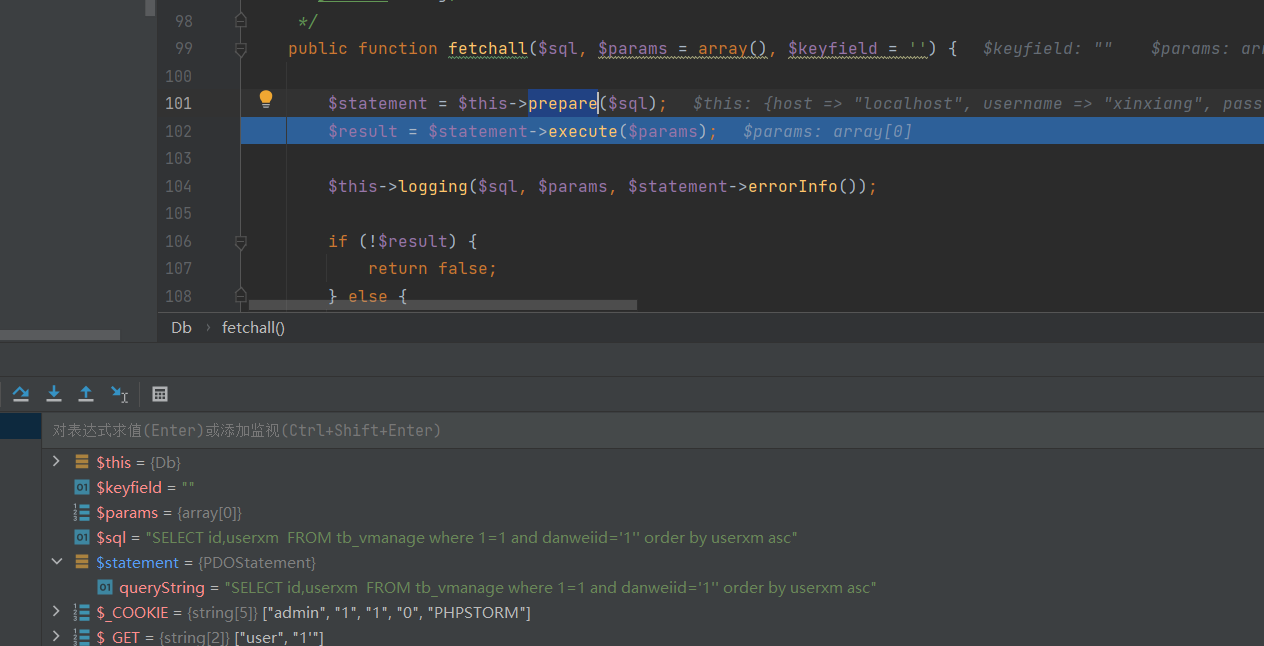 98 */
99 public function fetchall($sql, $params = array(), $keyfield = '') { $keyfield: "" $params: arr
100
101 $statement = $this->prepare($sql); $this: {host => "localhost", username => "xinxiang", pass
102 $result = $statement->execute($params); $params: array[0]
103
104 $this->logging($sql, $params, $statement->errorInfo());
105
106 if (!$result) {
107 return false;
108 } else {
Db › fetchall()
对表达式求值(Enter)或添加监视(Ctrl+Shift+Enter)
$this = {Db}
01 $keyfield = ""
$params = {array[0]}
01 $sql = "SELECT id,userxm  FROM tb_vmanage where 1=1 and danweiid='1'' order by userxm asc"
$statement = {PDOStatement}
01 queryString = "SELECT id,userxm  FROM tb_vmanage where 1=1 and danweiid='1'' order by userxm asc"
$_COOKIE = {string[5]} ["admin", "1", "1", "0", "PHPSTORM"]
$_GET = {string[2]} ["user", "1'"]